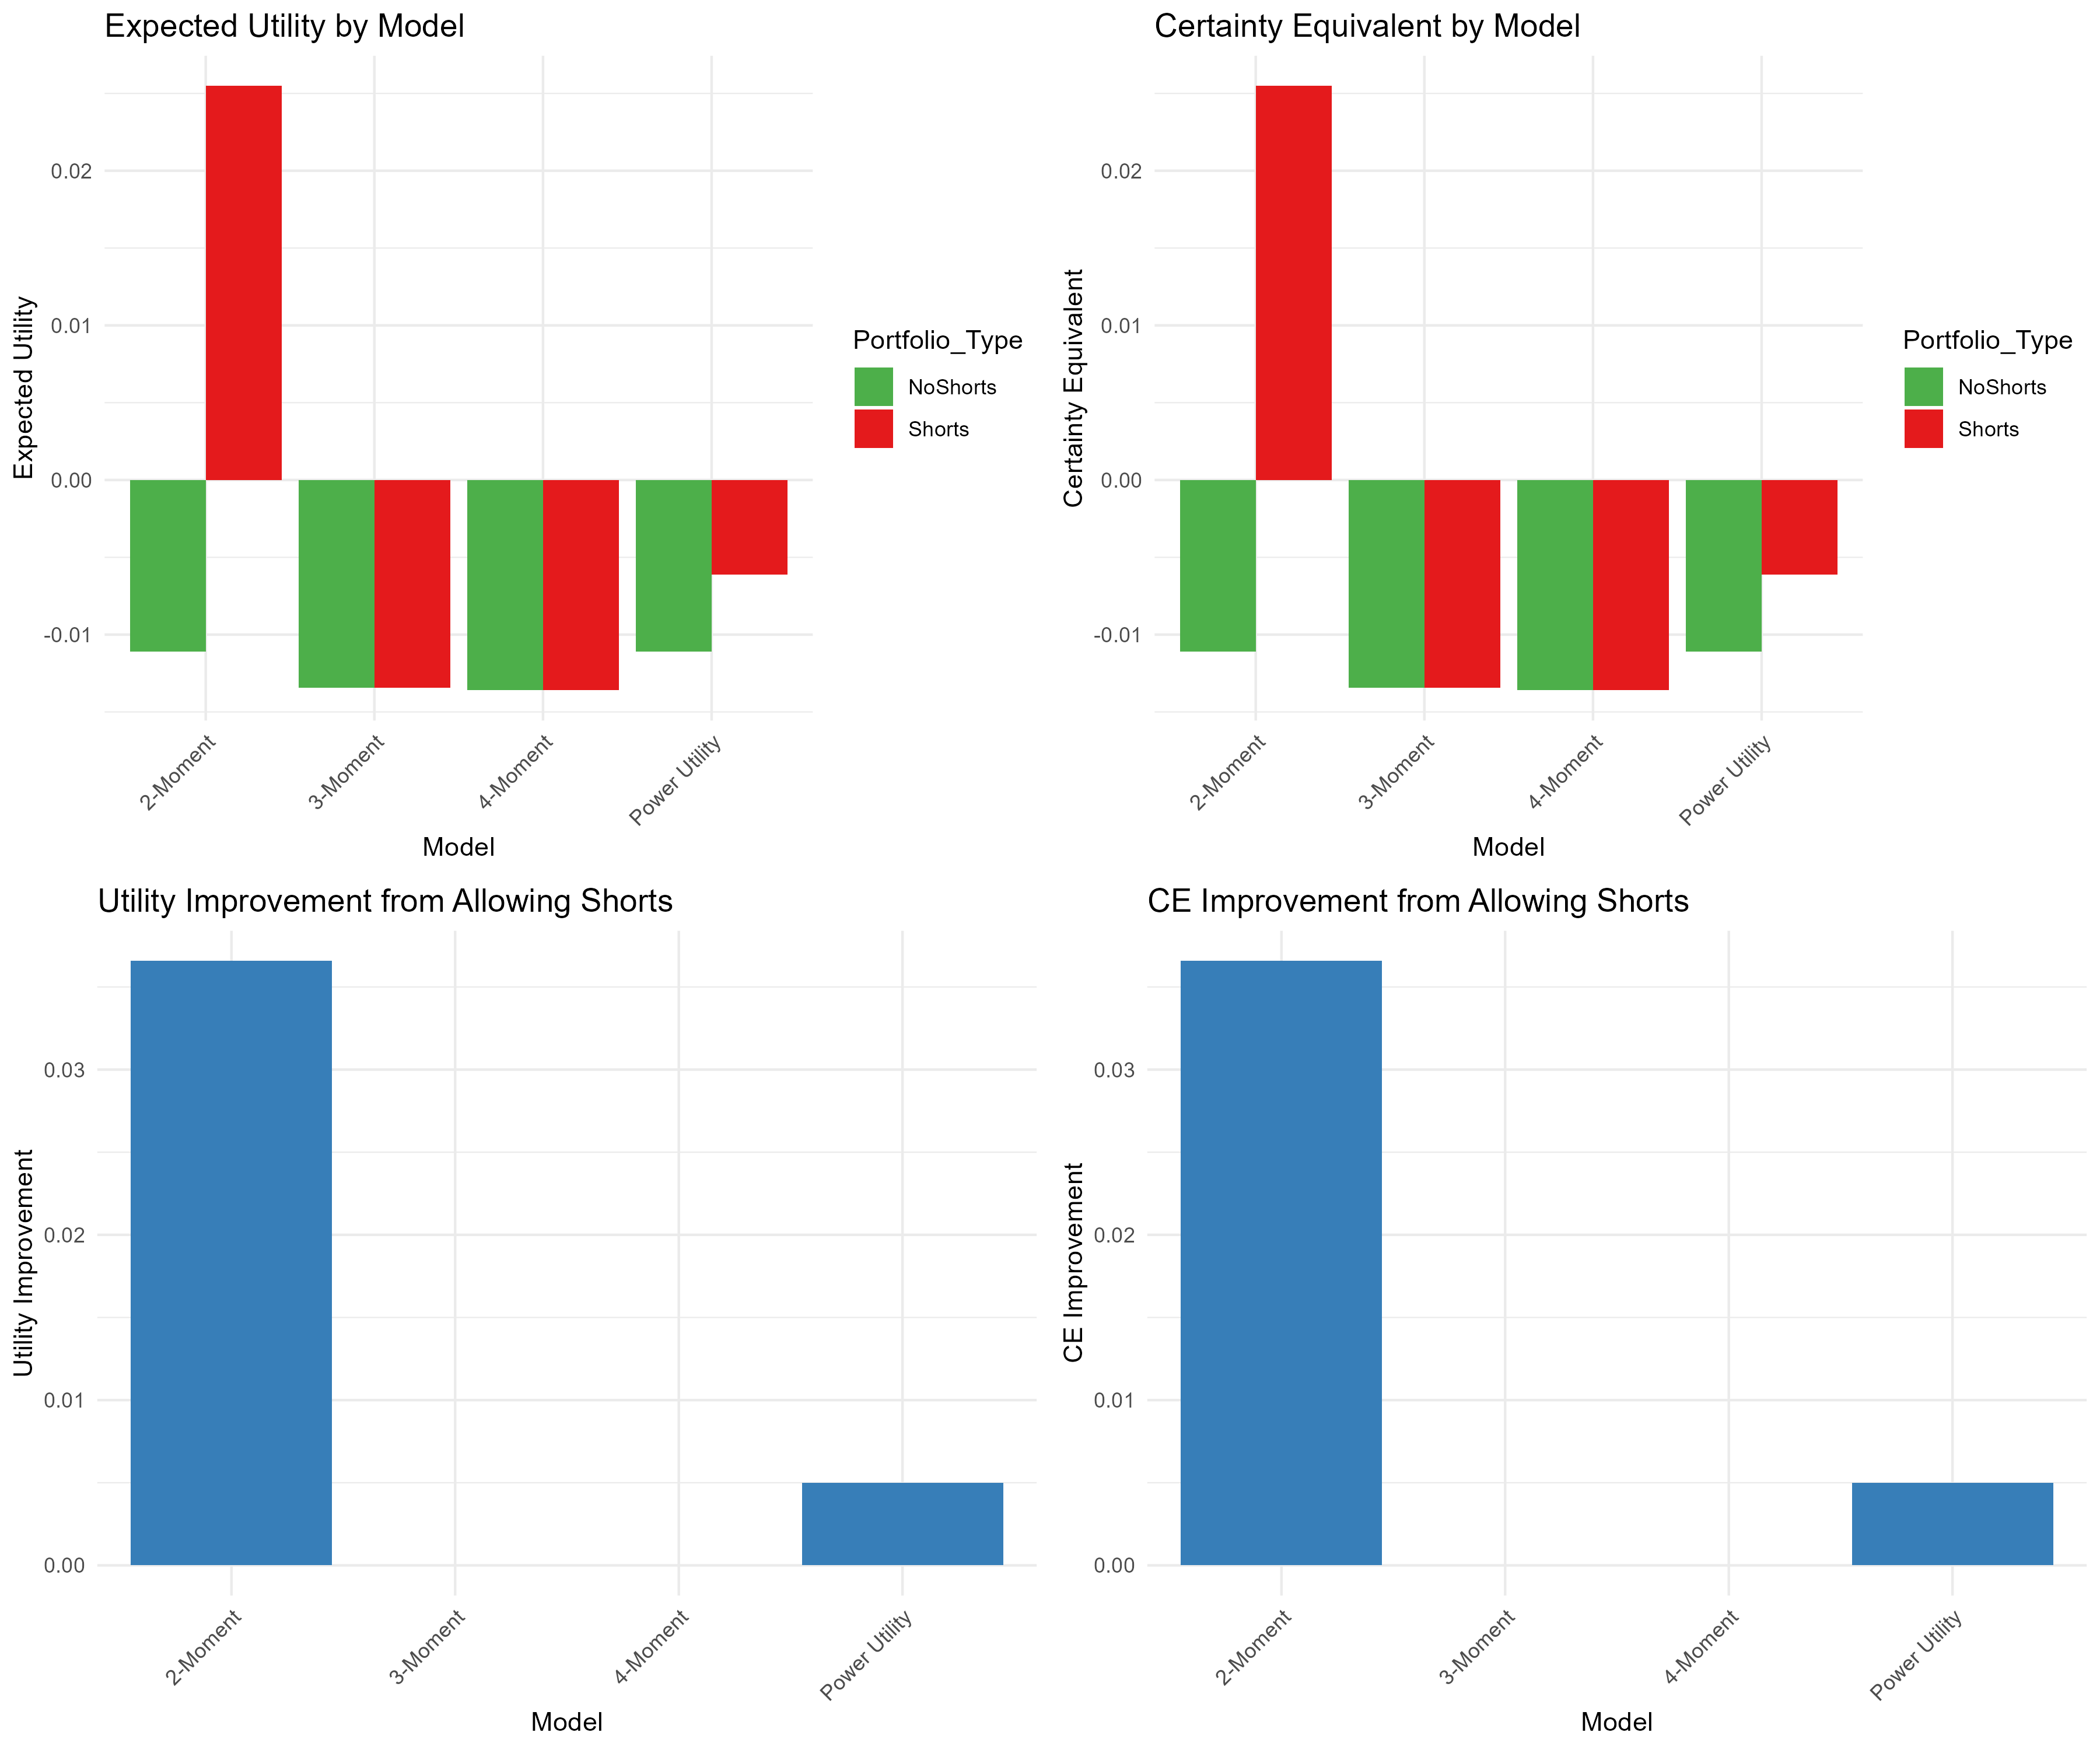 Expected Utility by Model
Expected Utility
0.02
0.01
0.00
-0.01
2-Moment
3-Moment
4-Moment
Power Utility
Model
Portfolio_Type
NoShorts
Shorts
Certainty Equivalent by Model
Certainty Equivalent
0.02
0.01
0.00
-0.01
2-Moment
3-Moment
4-Moment
Power Utility
Model
Portfolio_Type
NoShorts
Shorts
Utility Improvement from Allowing Shorts
Utility Improvement
0.03
0.02
0.01
0.00
2-Moment
3-Moment
4-Moment
Power Utility
Model
CE Improvement from Allowing Shorts
CE Improvement
0.03
0.02
0.01
0.00
2-Moment
3-Moment
4-Moment
Power Utility
Model